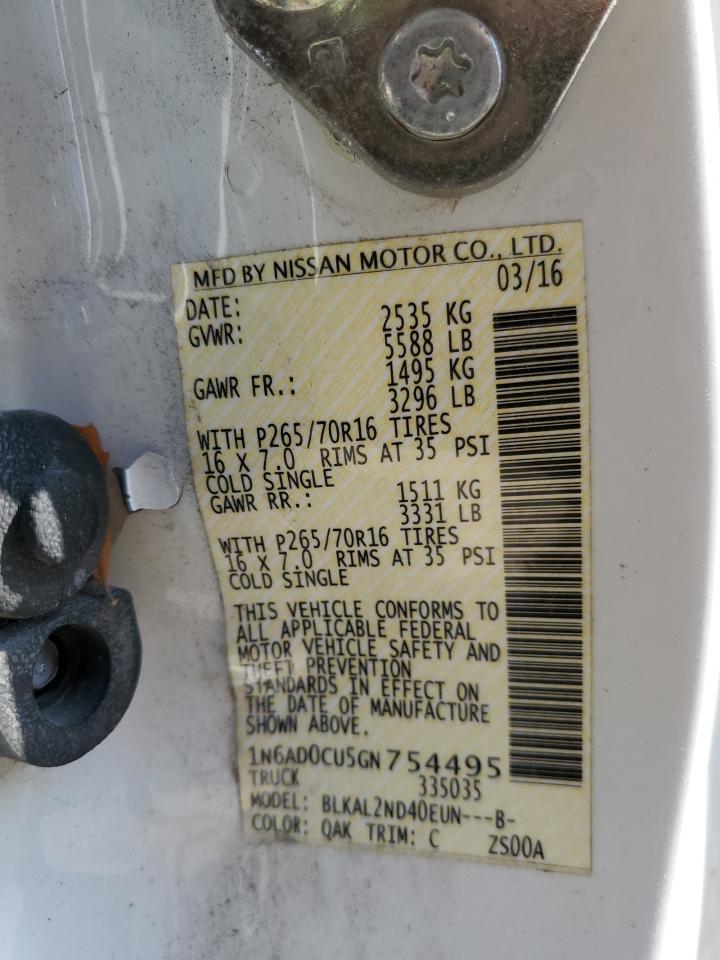 MFD BY NISSAN MOTOR CO., LTD.
DATE: 03/16
GVWR: 2535 KG
5588 LB
GAWR FR.: 1495 KG
3296 LB
WITH P265/70R16 TIRES
16 X 7.0 RIMS AT 35 PSI
COLD SINGLE
GAWR RR.: 1511 KG
3331 LB
WITH P265/70R16 TIRES
16 X 7.0 RIMS AT 35 PSI
COLD SINGLE
THIS VEHICLE CONFORMS TO
ALL APPLICABLE FEDERAL
MOTOR VEHICLE SAFETY AND
THEFT PREVENTION
STANDARDS IN EFFECT ON
THE DATE OF MANUFACTURE
SHOWN ABOVE.
1N6AD0CU5GN754495
TRUCK 335035
MODEL: BLKAL2ND40EUN---B-
COLOR: QAK TRIM: C ZS00A